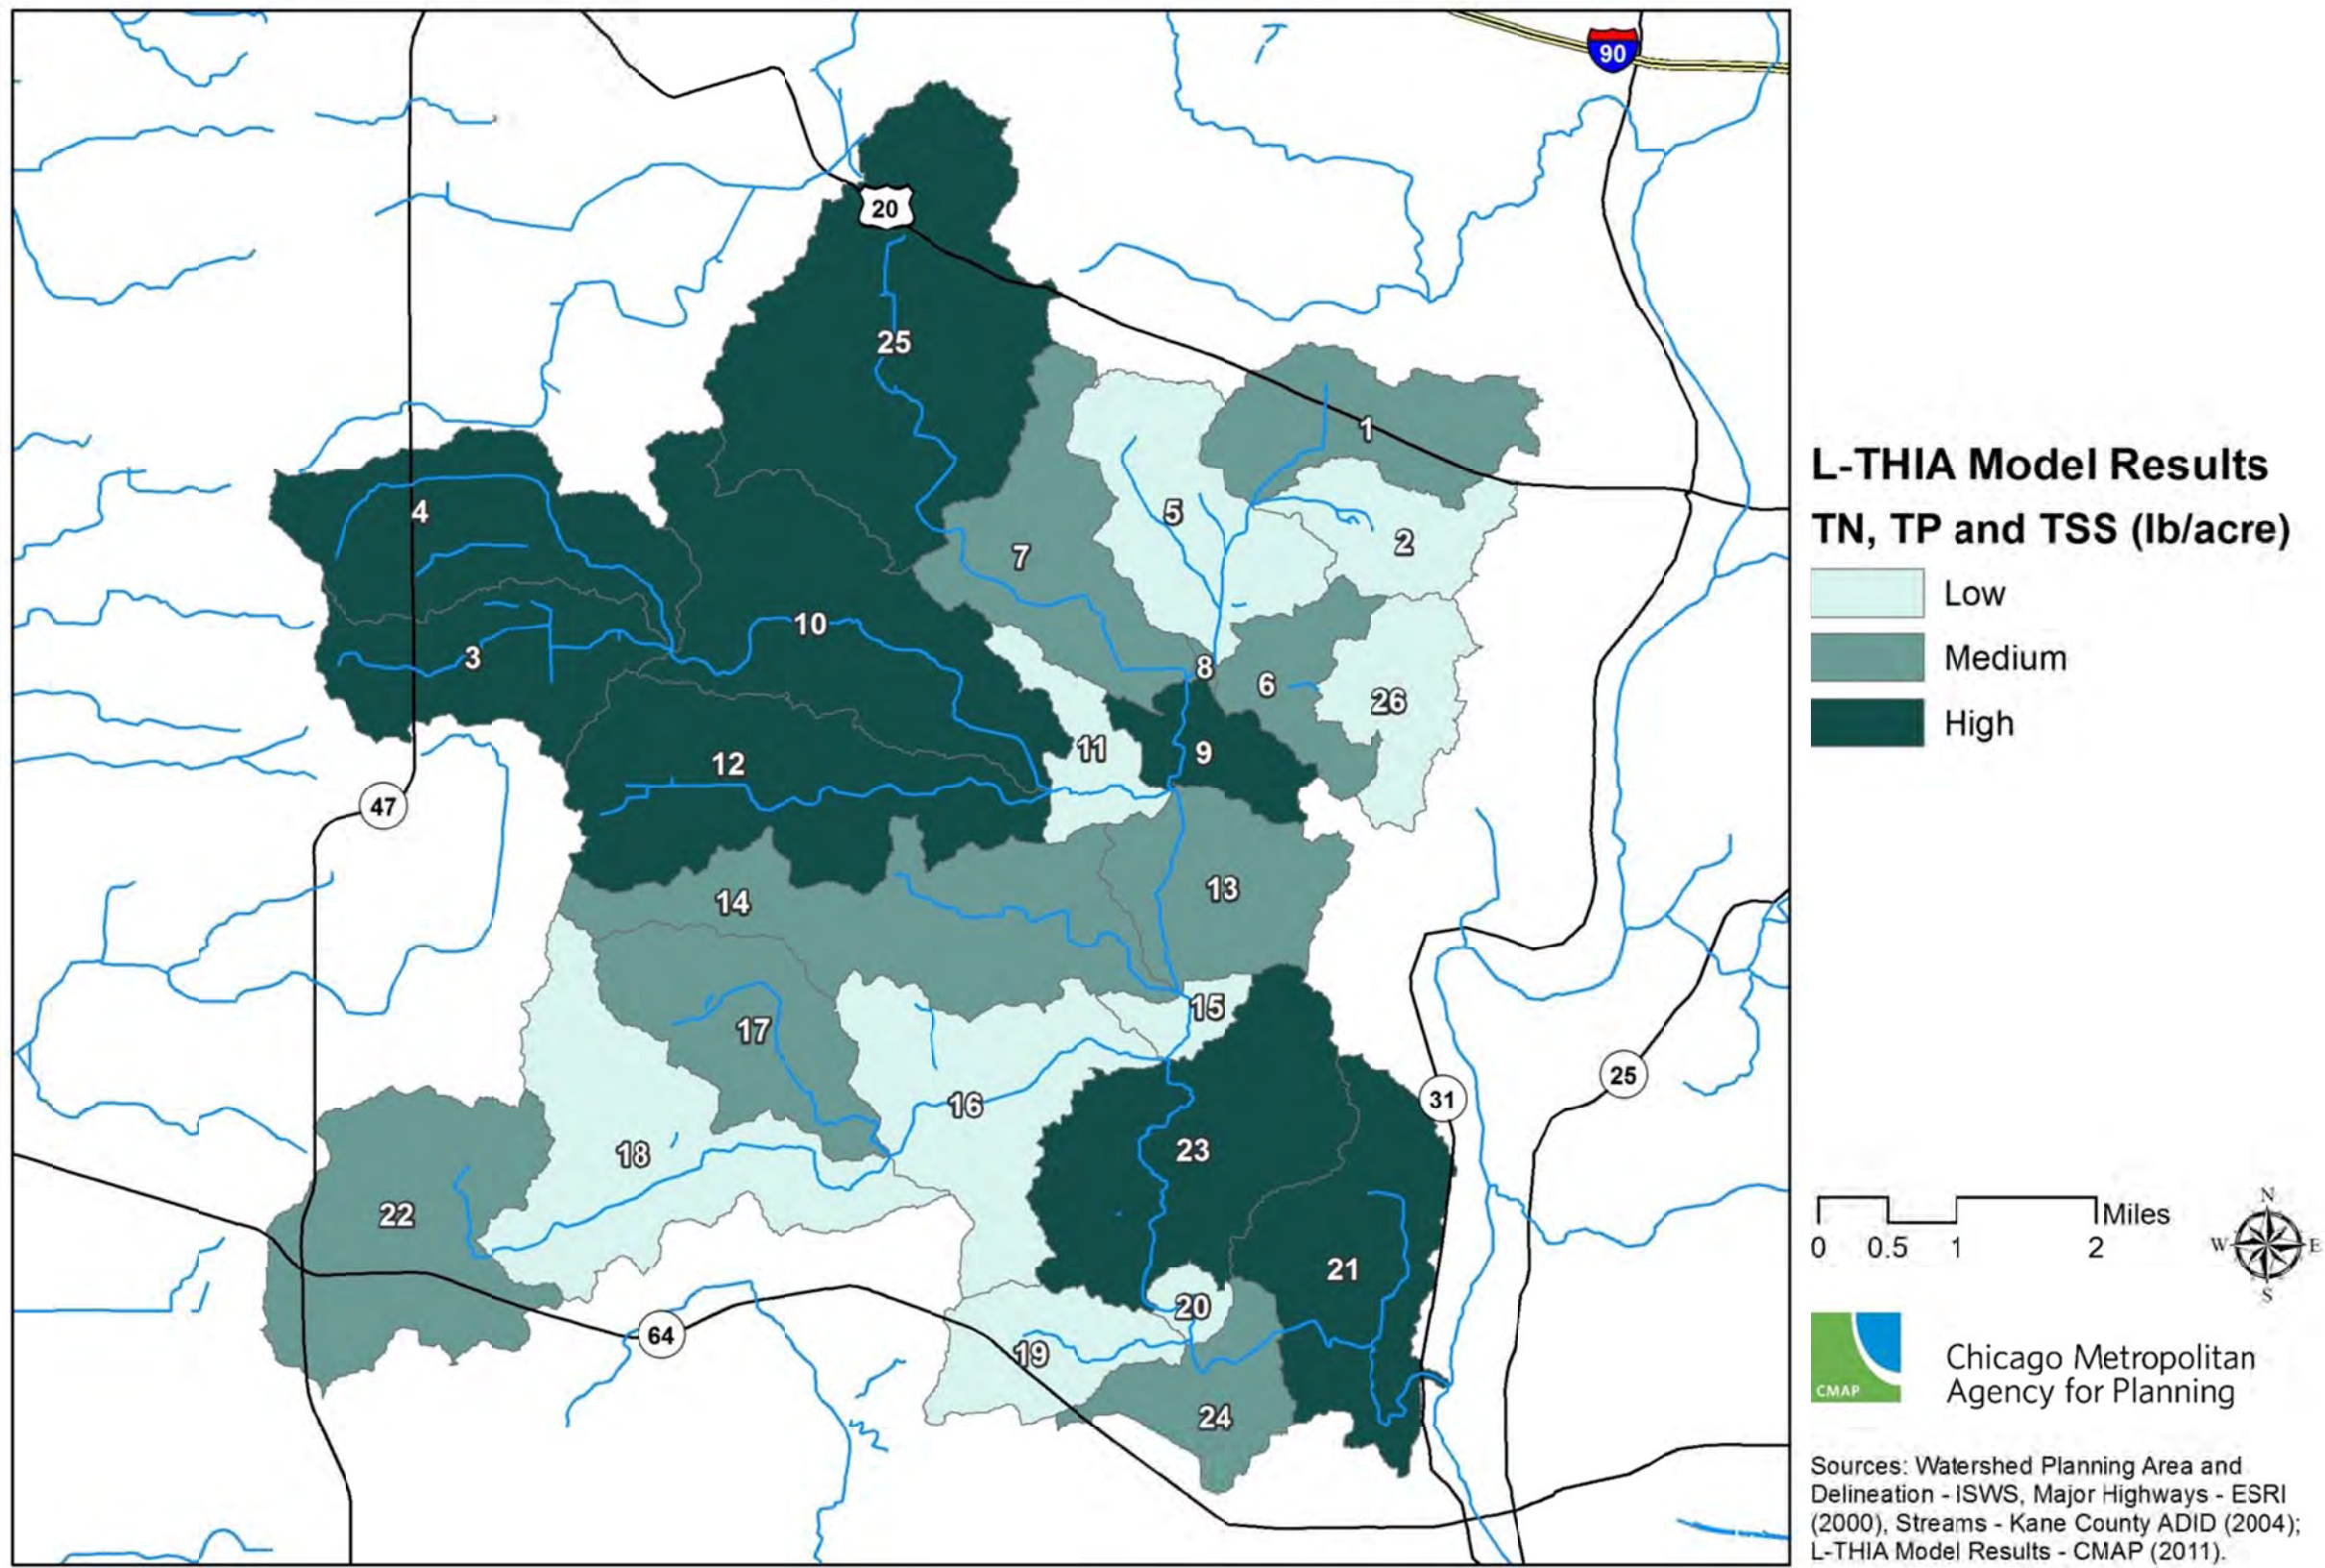 90
20
25
1
4
5
2
7
10
3
8
6
26
11
9
12
47
14
13
15
17
16
25
31
18
23
22
21
20
64
19
24
L-THIA Model Results
TN, TP and TSS (lb/acre)
Low
Medium
High
Miles
0 0.5 1 2
N
W E
S
CMAP
Chicago Metropolitan
Agency for Planning
Sources: Watershed Planning Area and
Delineation - ISWS, Major Highways - ESRI
(2000), Streams - Kane County ADID (2004);
L-THIA Model Results - CMAP (2011).